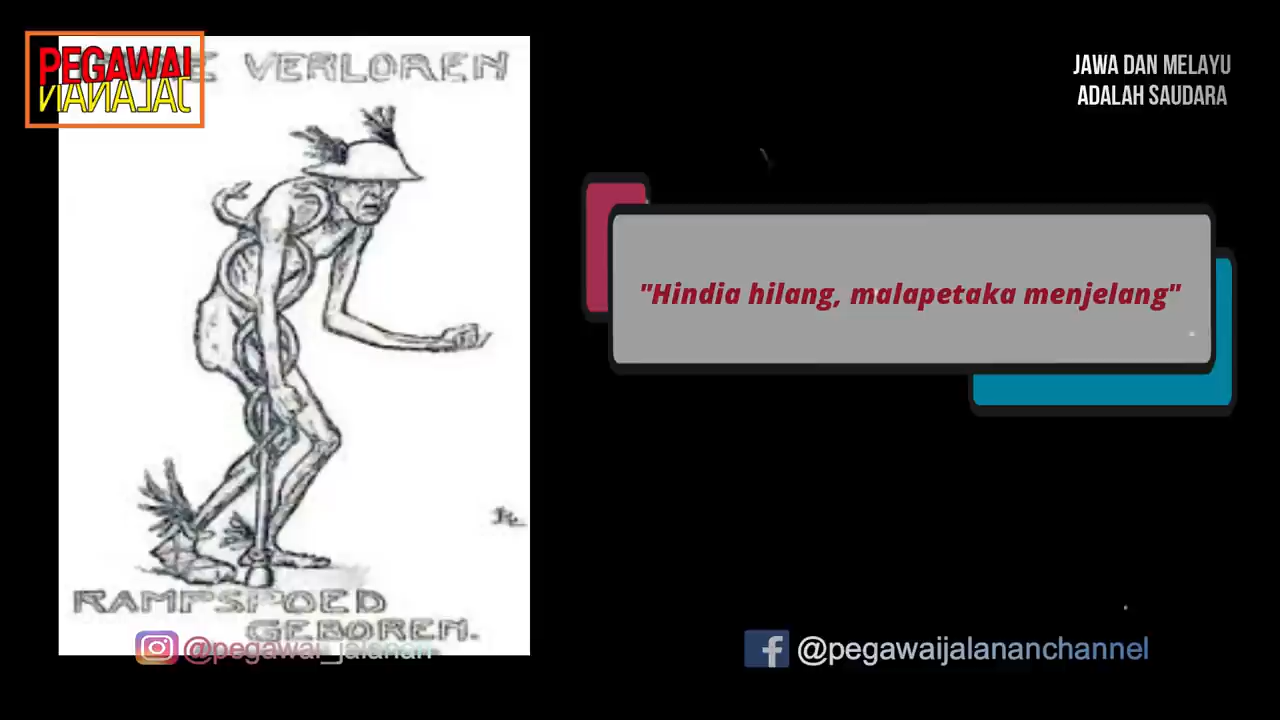 PEGAWAI
JALANAN
VERLOREN
RAMPSPOED
GEBOREN.
@pegawai_jalanan
JAWA DAN MELAYU
ADALAH SAUDARA
"Hindia hilang, malapetaka menjelang"
@pegawaijalananchannel